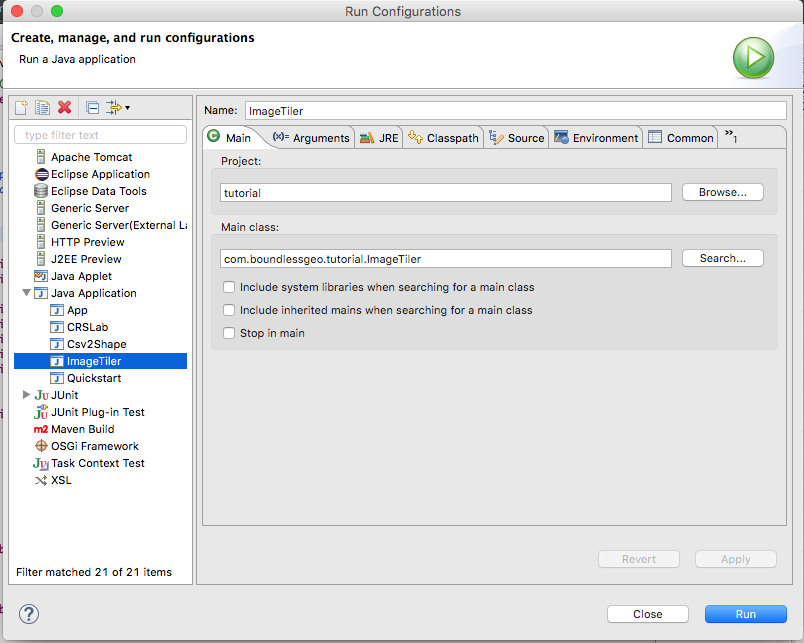 Run Configurations
Create, manage, and run configurations
Run a Java application
type filter text
Apache Tomcat
Eclipse Application
Eclipse Data Tools
Generic Server
Generic Server(External La
HTTP Preview
J2EE Preview
Java Applet
Java Application
App
CRSLab
Csv2Shape
ImageTiler
Quickstart
JUnit
JUnit Plug-in Test
Maven Build
OSGi Framework
Task Context Test
XSL
Filter matched 21 of 21 items
Name: ImageTiler
Main (x)= Arguments JRE Classpath Source Environment Common »1
Project:
tutorial Browse...
Main class:
com.boundlessgeo.tutorial.ImageTiler Search...
Include system libraries when searching for a main class
Include inherited mains when searching for a main class
Stop in main
Revert Apply
? Close Run